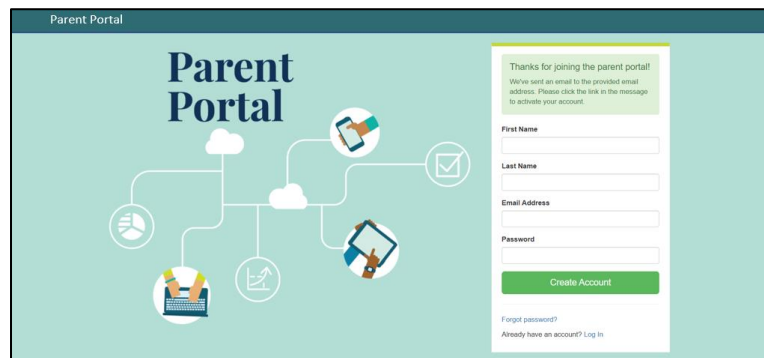 Parent Portal
Parent
Portal
Thanks for joining the parent portal!
We've sent an email to the provided email
address. Please click the link in the message
to activate your account
First Name
Last Name
Email Address
Password
Create Account
Forgot password?
Already have an account? Log In